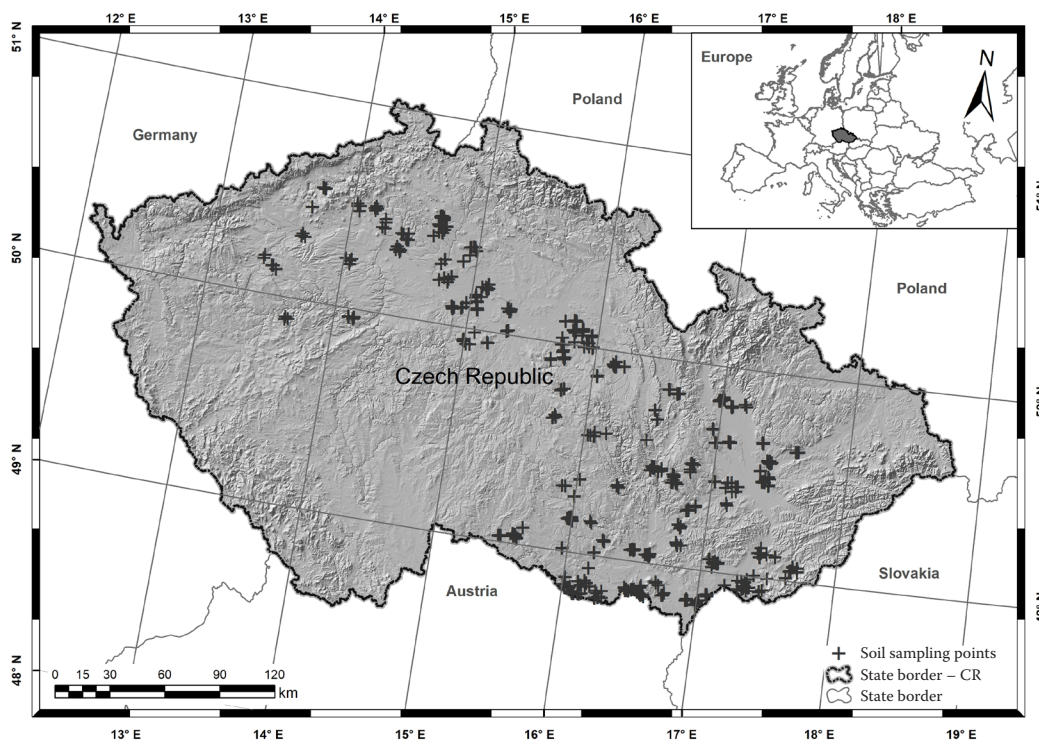 12° E 13° E 14° E 15° E 16° E 17° E 18° E
51° N
Europe
N
Poland
Germany
50° N
Poland
Czech Republic
49° N
Slovakia
Austria
48° N
Soil sampling points
State border – CR
State border
0 15 30 60 90 120
km
13° E 14° E 15° E 16° E 17° E 18° E 19° E